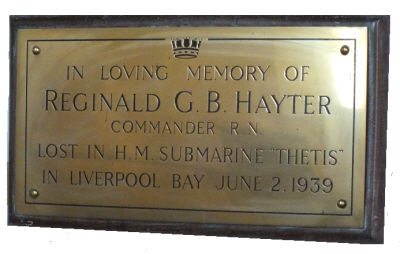 IN LOVING MEMORY OF
REGINALD G. B. HAYTER
COMMANDER R.N.
LOST IN H.M. SUBMARINE "THETIS"
IN LIVERPOOL BAY JUNE 2. 1939